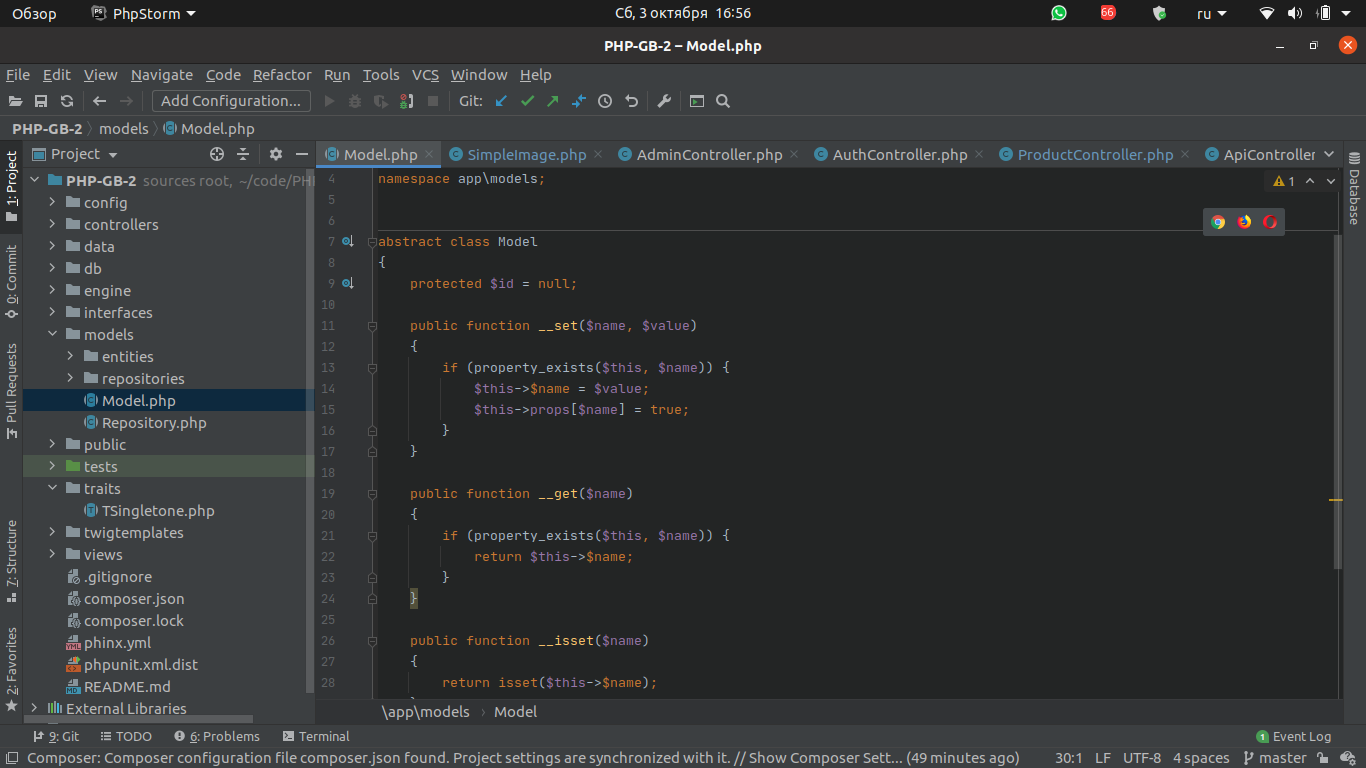 Обзор PhpStorm Сб, 3 октября 16:56 66 ru
PHP-GB-2 – Model.php
File Edit View Navigate Code Refactor Run Tools VCS Window Help
Add Configuration... Git:
PHP-GB-2 models Model.php
Project
Model.php SimpleImage.php AdminController.php AuthController.php ProductController.php ApiController
1: Project
0: Commit
Pull Requests
7: Structure
2: Favorites
PHP-GB-2 sources root, ~/code/PH
config
controllers
data
db
engine
interfaces
models
entities
repositories
Model.php
Repository.php
public
tests
traits
TSingletone.php
twigtemplates
views
.gitignore
composer.json
composer.lock
phinx.yml
phpunit.xml.dist
README.md
External Libraries
4 namespace app\models;
5
6
7 abstract class Model
8 {
9 protected $id = null;
10
11 public function __set($name, $value)
12 {
13 if (property_exists($this, $name)) {
14 $this->$name = $value;
15 $this->props[$name] = true;
16 }
17 }
18
19 public function __get($name)
20 {
21 if (property_exists($this, $name)) {
22 return $this->$name;
23 }
24 }
25
26 public function __isset($name)
27 {
28 return isset($this->$name);
1
Database
\app\models Model
9: Git TODO 6: Problems Terminal 1 Event Log
Composer: Composer configuration file composer.json found. Project settings are synchronized with it. // Show Composer Sett... (49 minutes ago) 30:1 LF UTF-8 4 spaces master